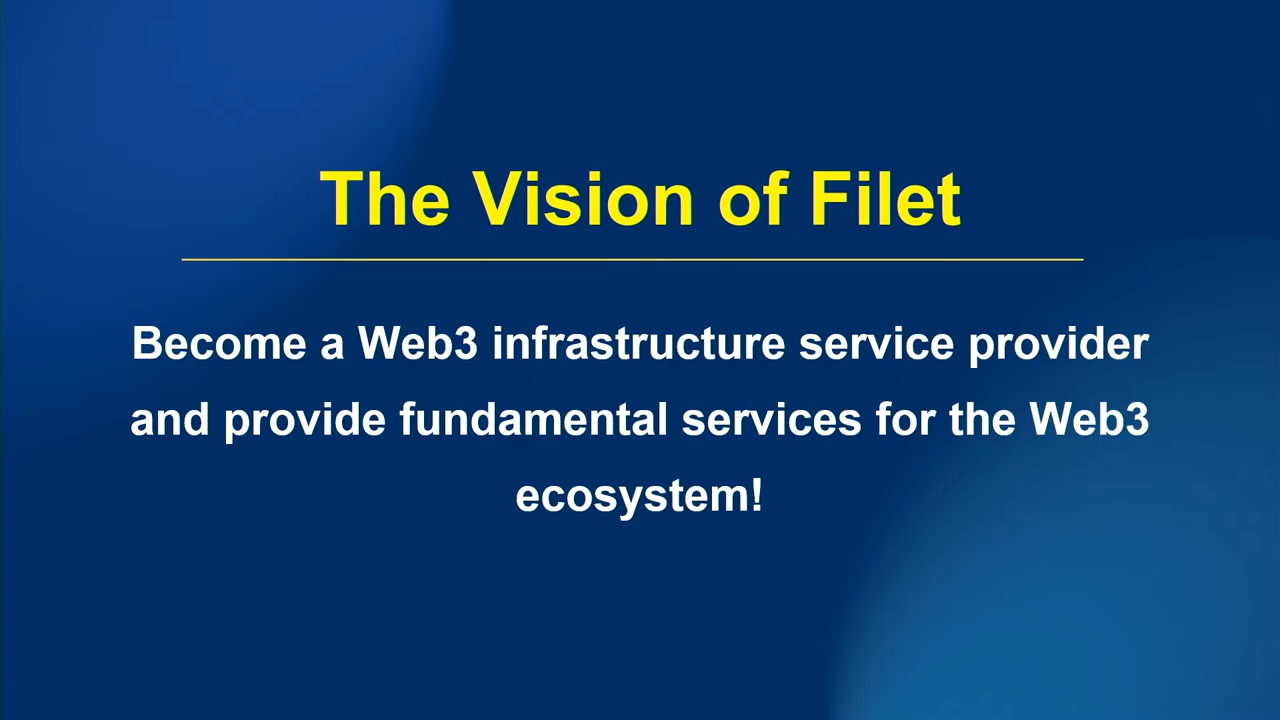 The Vision of Filet
Become a Web3 infrastructure service provider
and provide fundamental services for the Web3
ecosystem!